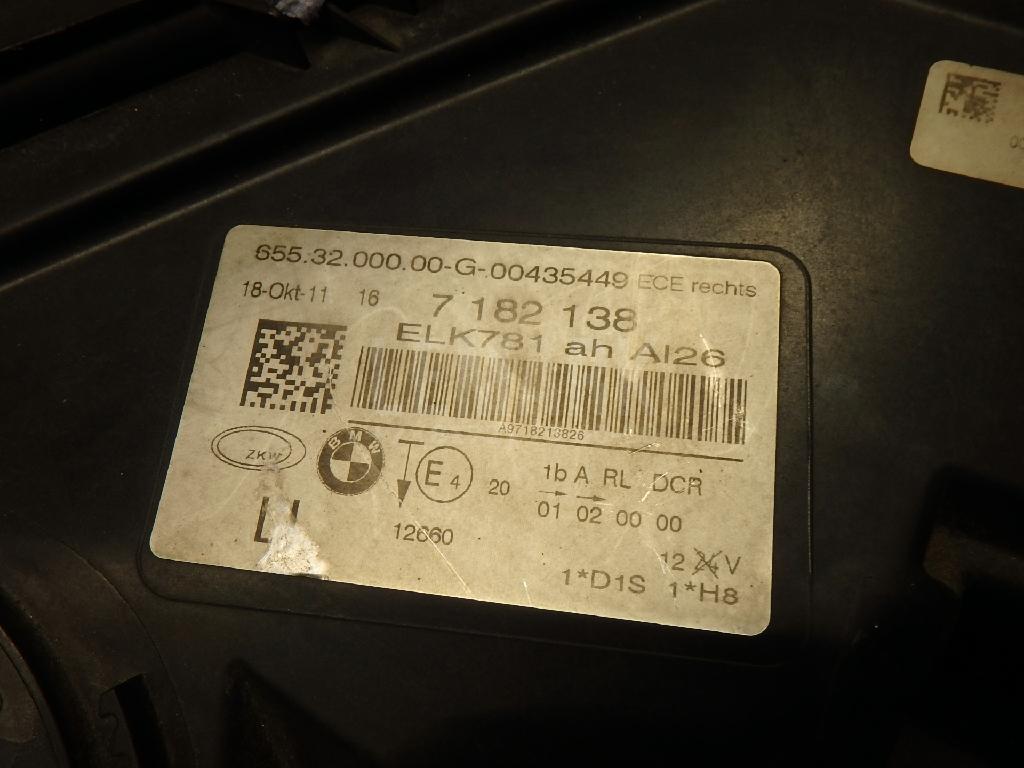 655.32.000.00-G-.00435449 ECE rechts
18-Okt-11 16 7 182 138
ELK781 ah AI26
A9718213826
ZKW BMW E4 20 1b A RL DCR
01 02 00 00
12660
12 24 V
1*D1S 1*H8